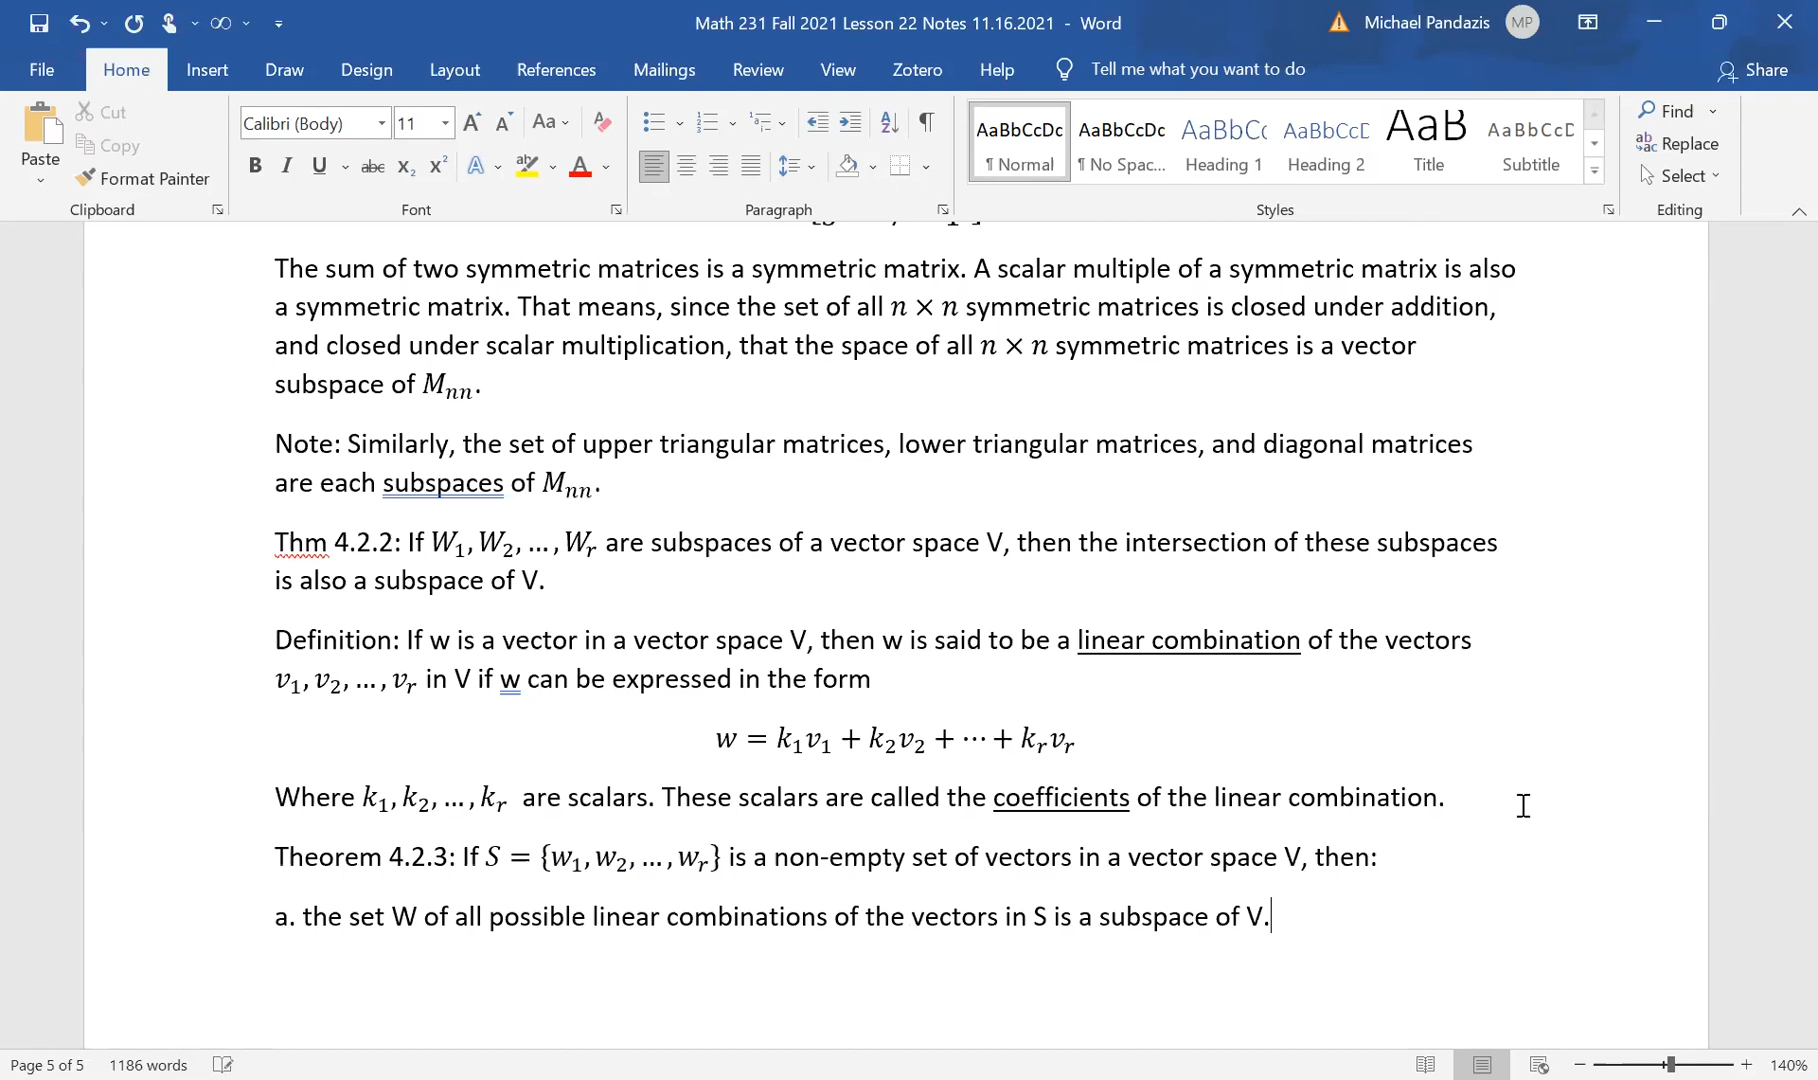 Math 231 Fall 2021 Lesson 22 Notes 11.16.2021 - Word Michael Pandazis MP
File Home Insert Draw Design Layout References Mailings Review View Zotero Help Tell me what you want to do Share
Paste Cut Copy Format Painter
Calibri (Body) 11
AaBbCcDc AaBbCcDc AaBbCc AaBbCcD AaB AaBbCcD
¶ Normal ¶ No Spac... Heading 1 Heading 2 Title Subtitle
Find
Replace
Select
Clipboard Font Paragraph Styles Editing
The sum of two symmetric matrices is a symmetric matrix. A scalar multiple of a symmetric matrix is also
a symmetric matrix. That means, since the set of all n × n symmetric matrices is closed under addition,
and closed under scalar multiplication, that the space of all n × n symmetric matrices is a vector
subspace of Mₙₙ.
Note: Similarly, the set of upper triangular matrices, lower triangular matrices, and diagonal matrices
are each subspaces of Mₙₙ.
Thm 4.2.2: If W₁, W₂, …, Wᵣ are subspaces of a vector space V, then the intersection of these subspaces
is also a subspace of V.
Definition: If w is a vector in a vector space V, then w is said to be a linear combination of the vectors
v₁, v₂, …, vᵣ in V if w can be expressed in the form
w = k₁v₁ + k₂v₂ + ⋯ + kᵣvᵣ
Where k₁, k₂, …, kᵣ are scalars. These scalars are called the coefficients of the linear combination.
Theorem 4.2.3: If S = {w₁, w₂, …, wᵣ} is a non-empty set of vectors in a vector space V, then:
a. the set W of all possible linear combinations of the vectors in S is a subspace of V.
Page 5 of 5 1186 words 140%